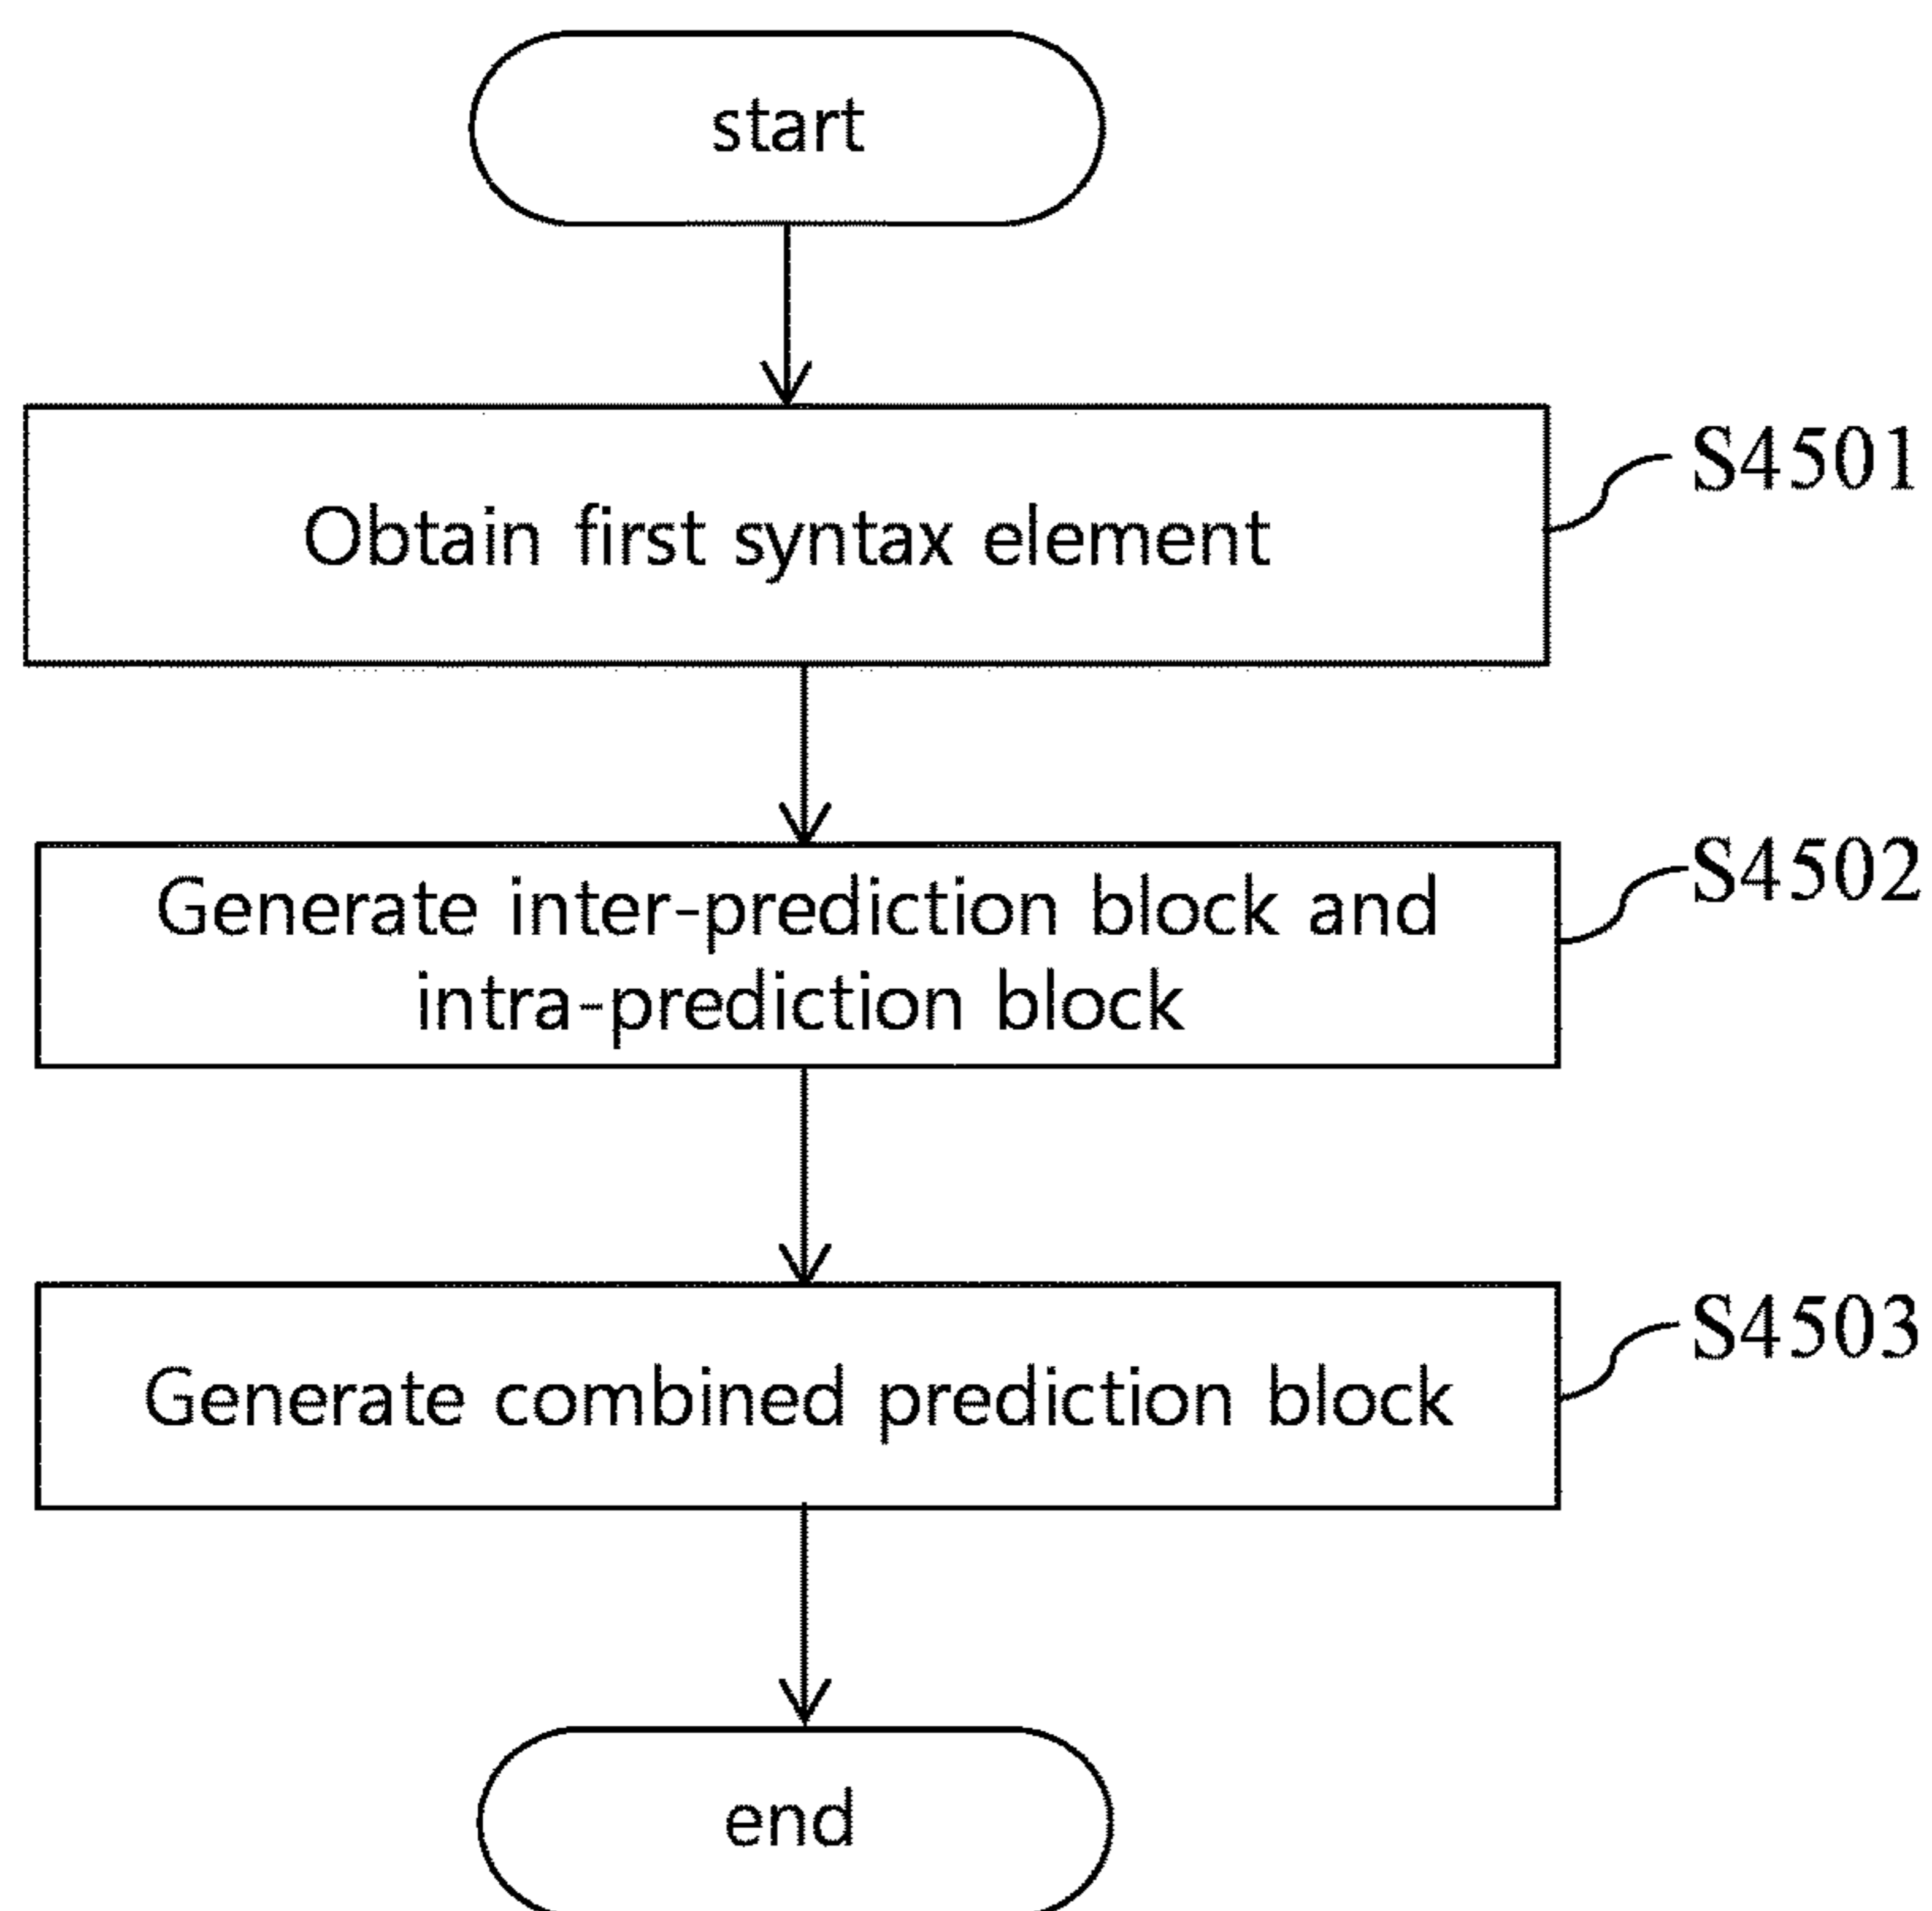 start
S4501
Obtain first syntax element
S4502
Generate inter-prediction block and
intra-prediction block
S4503
Generate combined prediction block
end